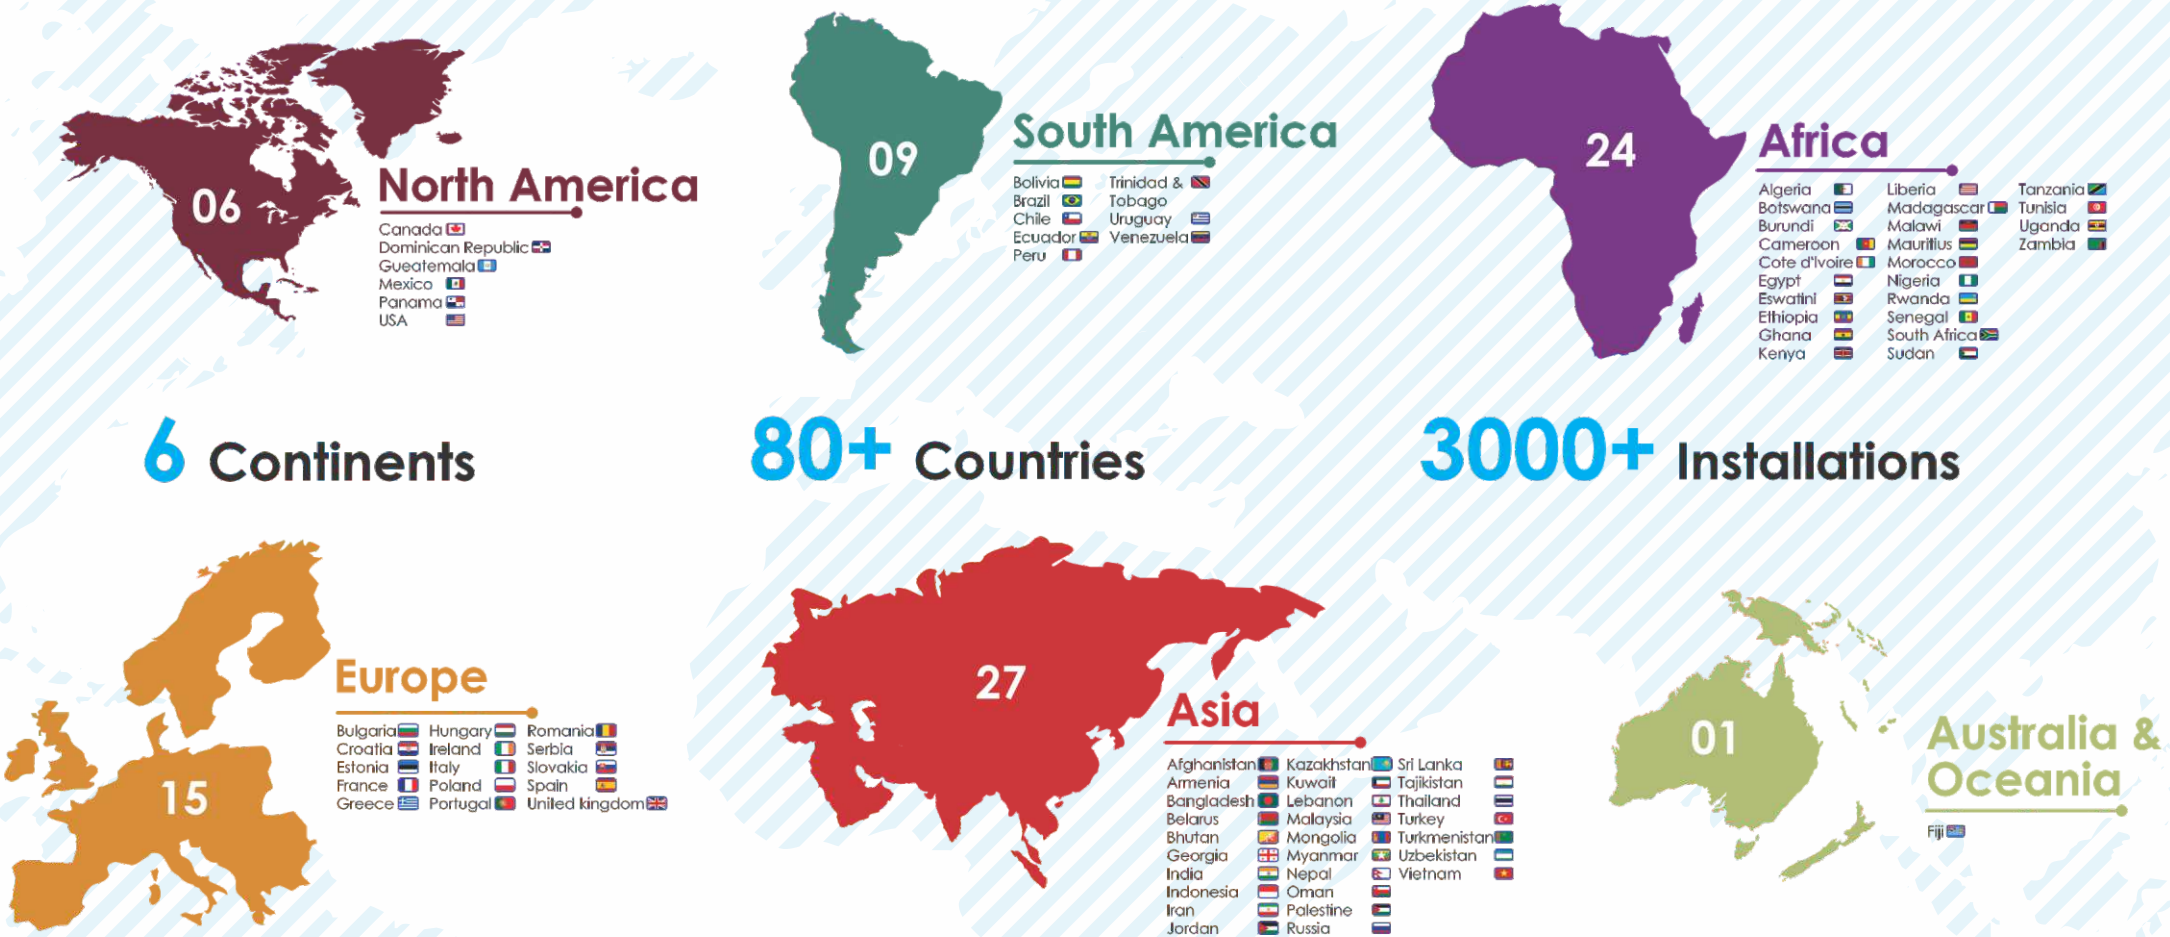 06
North America
Canada
Dominican Republic
Gueatemala
Mexico
Panama
USA
09
South America
Bolivia
Brazil
Chile
Ecuador
Peru
Trinidad &
Tobago
Uruguay
Venezuela
24
Africa
Algeria
Botswana
Burundi
Cameroon
Cote d'Ivoire
Egypt
Eswatini
Ethiopia
Ghana
Kenya
Liberia
Madagascar
Malawi
Mauritius
Morocco
Nigeria
Rwanda
Senegal
South Africa
Sudan
Tanzania
Tunisia
Uganda
Zambia
6 Continents
80+ Countries
3000+ Installations
15
Europe
Bulgaria
Croatia
Estonia
France
Greece
Hungary
Ireland
Italy
Poland
Portugal
Romania
Serbia
Slovakia
Spain
United kingdom
27
Asia
Afghanistan
Armenia
Bangladesh
Belarus
Bhutan
Georgia
India
Indonesia
Iran
Jordan
Kazakhstan
Kuwait
Lebanon
Malaysia
Mongolia
Myanmar
Nepal
Oman
Palestine
Russia
Sri Lanka
Tajikistan
Thailand
Turkey
Turkmenistan
Uzbekistan
Vietnam
01
Australia &
Oceania
Fiji